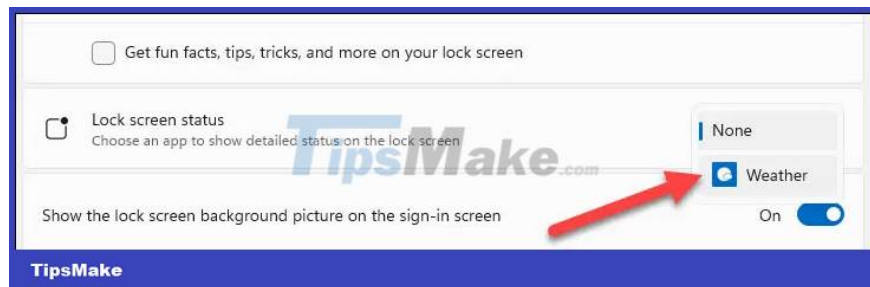 Get fun facts, tips, tricks, and more on your lock screen
Lock screen status
Choose an app to show detailed status on the lock screen
None
TipsMake.com
Weather
Show the lock screen background picture on the sign-in screen
On
TipsMake